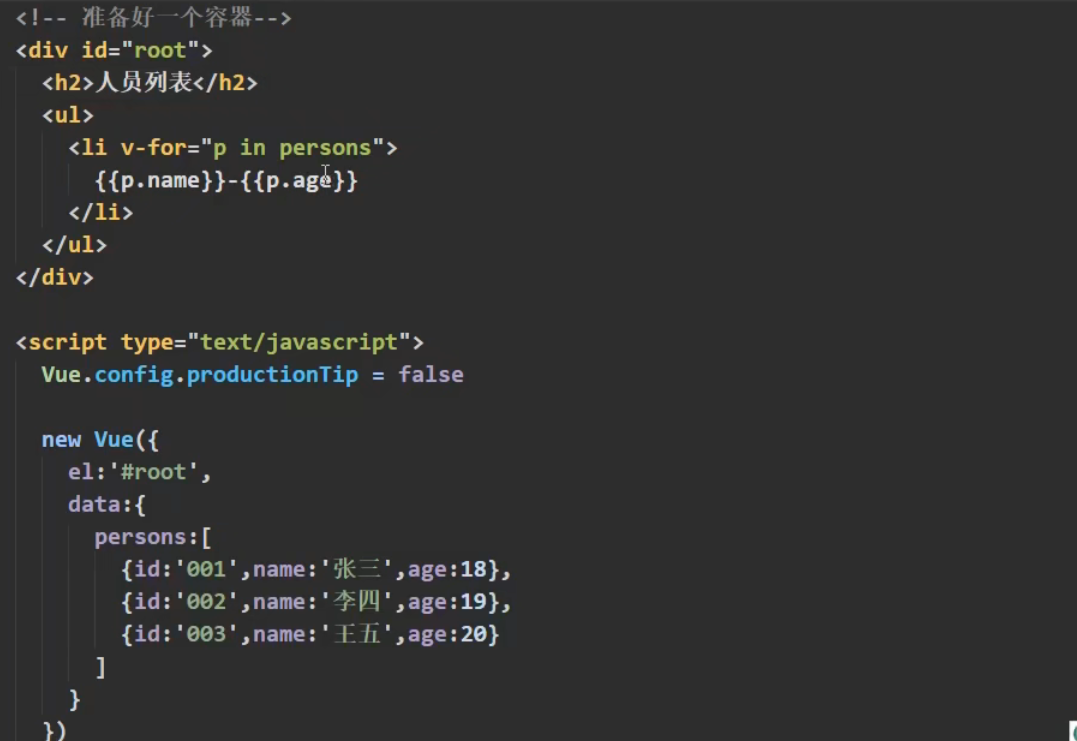 <!-- 准备好一个容器-->
<div id="root">
<h2>人员列表</h2>
<ul>
<li v-for="p in persons">
{{p.name}}-{{p.age}}
</li>
</ul>
</div>
<script type="text/javascript">
Vue.config.productionTip = false
new Vue({
el:'#root',
data:{
persons:[
{id:'001',name:'张三',age:18},
{id:'002',name:'李四',age:19},
{id:'003',name:'王五',age:20}
]
}
})